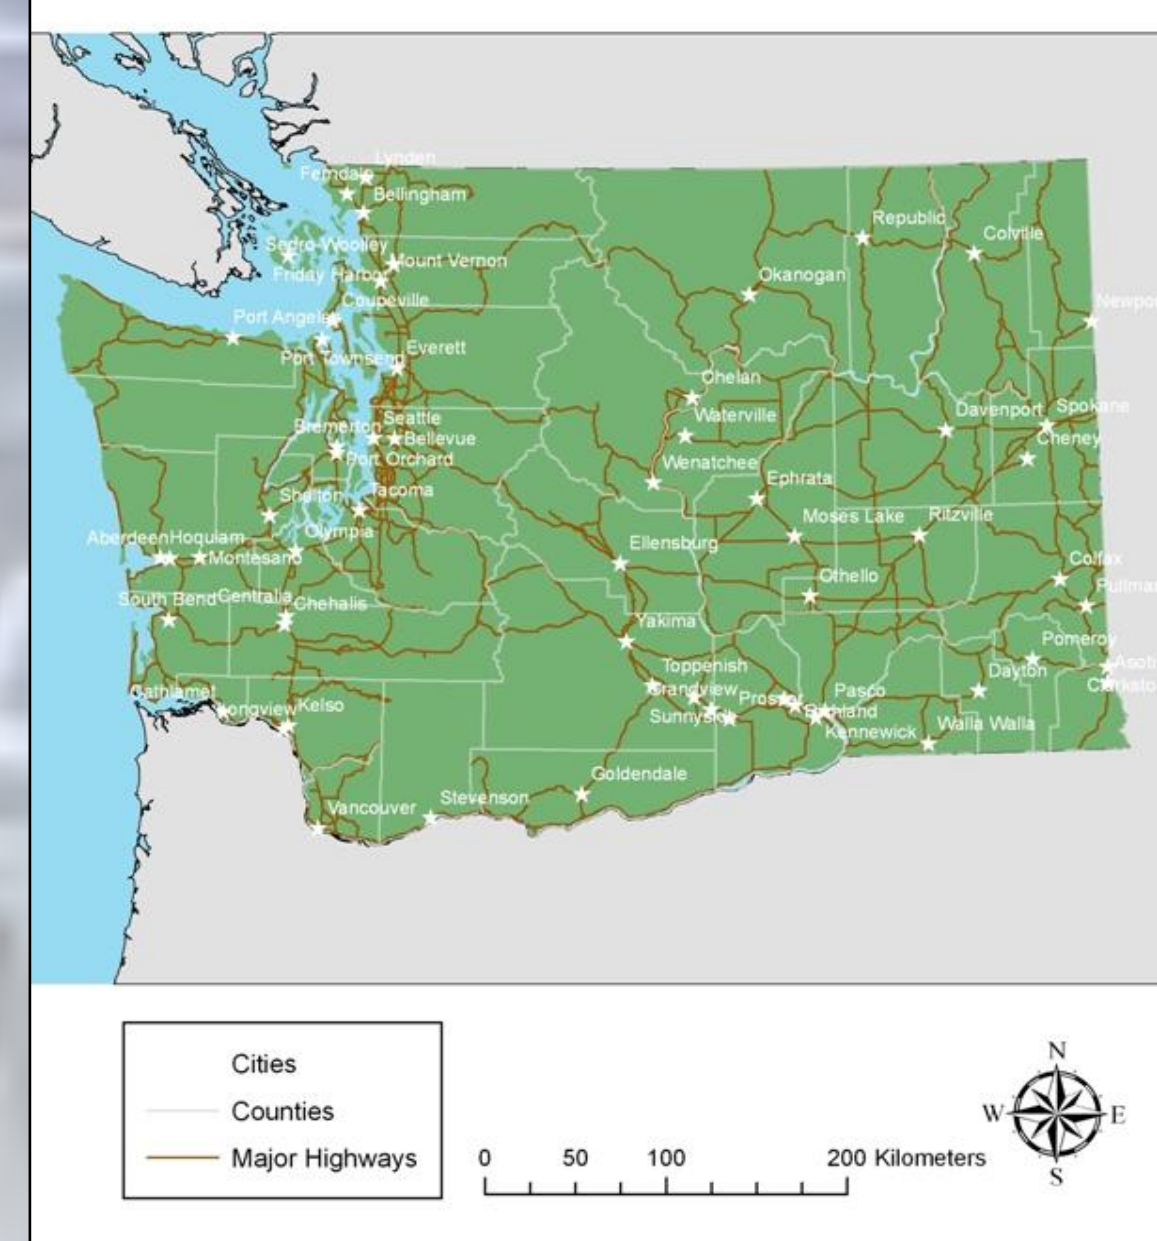 Lynden
Ferndale
Bellingham
Republic
Colville
Sedro-Woolley
Mount Vernon
Friday Harbor
Okanogan
Coupeville
Newpo
Port Angeles
Everett
Port Townsend
Chelan
Waterville
Davenport
Spokane
Seattle
Bremerton
Bellevue
Cheney
Port Orchard
Wenatchee
Ephrata
Shelton
Tacoma
Moses Lake
Ritzville
Olympia
Aberdeen
Hoquiam
Montesano
Ellensburg
Colfax
Othello
Pullman
South Bend
Centralia
Chehalis
Yakima
Pomeroy
Toppenish
Dayton
Asoti
Clarksto
Cathlamet
Grandview
Prosser
Pasco
Longview
Kelso
Sunnyside
Richland
Walla Walla
Kennewick
Goldendale
Stevenson
Vancouver
Cities
Counties
Major Highways
0 50 100 200 Kilometers
N
W E
S